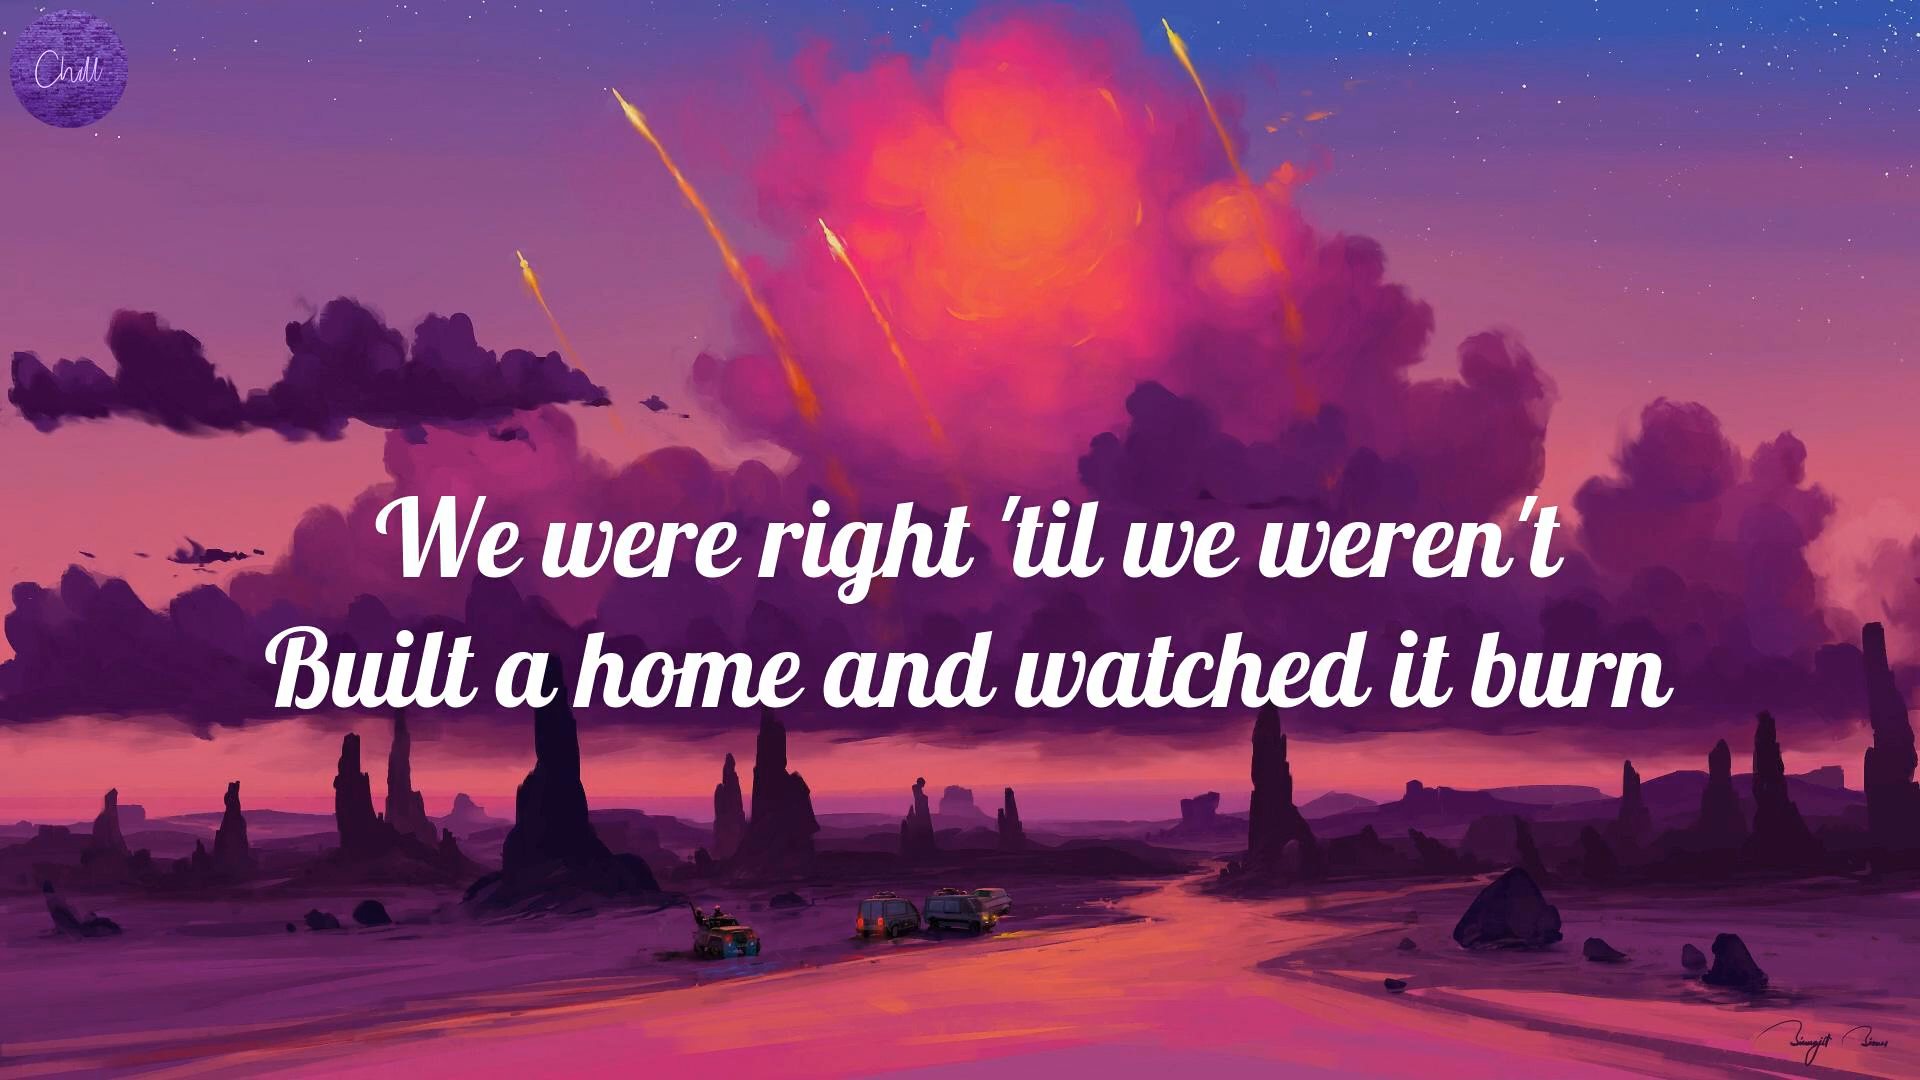 Chill
We were right 'til we weren't
Built a home and watched it burn